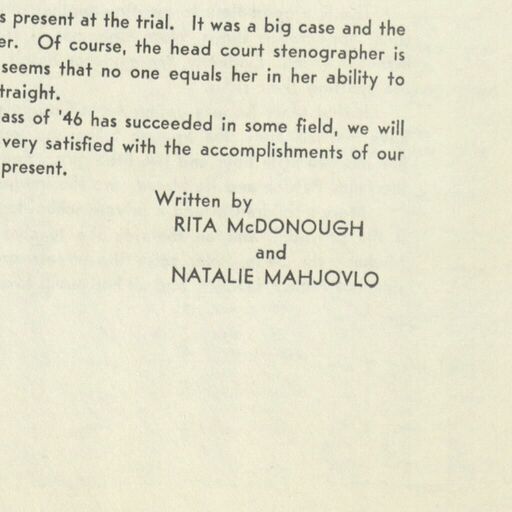 s present at the trial. It was a big case and the
er. Of course, the head court stenographer is
seems that no one equals her in her ability to
traight.
ass of '46 has succeeded in some field, we will
very satisfied with the accomplishments of our
present.
Written by
RITA McDONOUGH
and
NATALIE MAHJOVLO